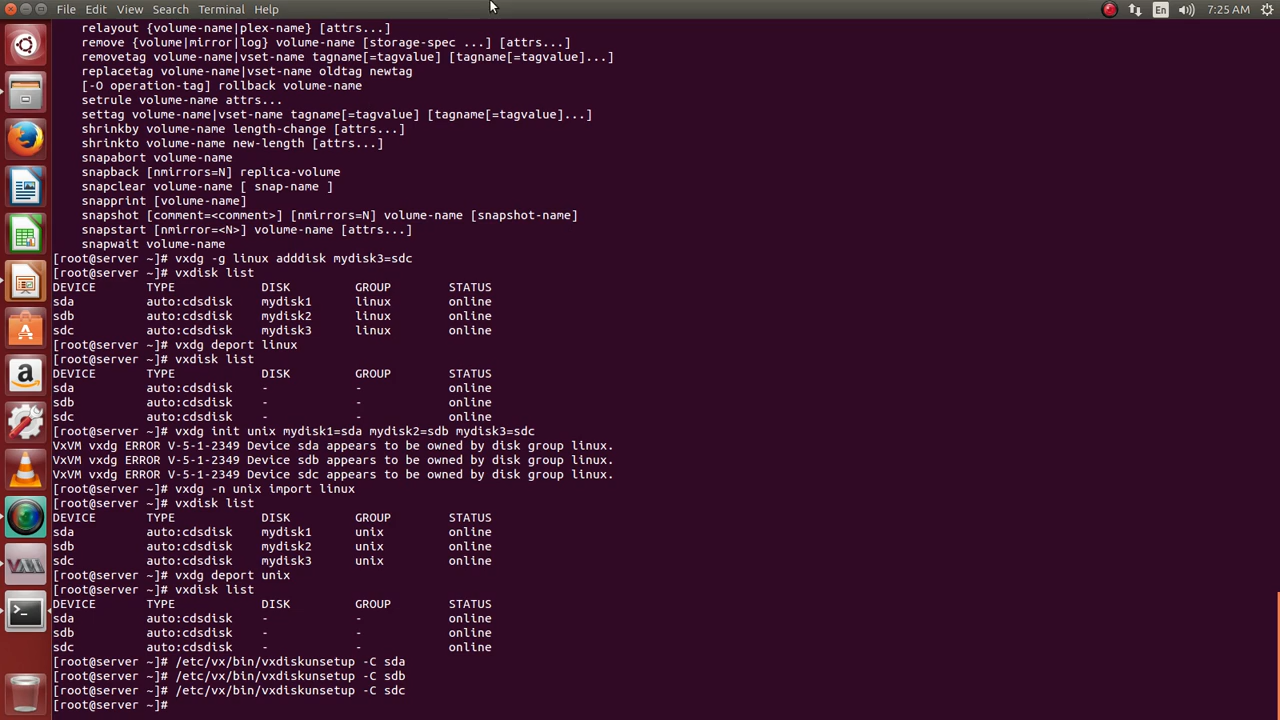 File Edit View Search Terminal Help
En 7:25 AM
relayout {volume-name|plex-name} [attrs...]
remove {volume|mirror|log} volume-name [storage-spec ...] [attrs...]
removetag volume-name|vset-name tagname[=tagvalue] [tagname[=tagvalue]...]
replacetag volume-name|vset-name oldtag newtag
[-O operation-tag] rollback volume-name
setrule volume-name attrs...
settag volume-name|vset-name tagname[=tagvalue] [tagname[=tagvalue]...]
shrinkby volume-name length-change [attrs...]
shrinkto volume-name new-length [attrs...]
snapabort volume-name
snapback [nmirrors=N] replica-volume
snapclear volume-name [ snap-name ]
snapprint [volume-name]
snapshot [comment=<comment>] [nmirrors=N] volume-name [snapshot-name]
snapstart [nmirror=<N>] volume-name [attrs...]
snapwait volume-name
[root@server ~]# vxdg -g linux adddisk mydisk3=sdc
[root@server ~]# vxdisk list
DEVICE TYPE DISK GROUP STATUS
sda auto:cdsdisk mydisk1 linux online
sdb auto:cdsdisk mydisk2 linux online
sdc auto:cdsdisk mydisk3 linux online
[root@server ~]# vxdg deport linux
[root@server ~]# vxdisk list
DEVICE TYPE DISK GROUP STATUS
sda auto:cdsdisk - - online
sdb auto:cdsdisk - - online
sdc auto:cdsdisk - - online
[root@server ~]# vxdg init unix mydisk1=sda mydisk2=sdb mydisk3=sdc
VxVM vxdg ERROR V-5-1-2349 Device sda appears to be owned by disk group linux.
VxVM vxdg ERROR V-5-1-2349 Device sdb appears to be owned by disk group linux.
VxVM vxdg ERROR V-5-1-2349 Device sdc appears to be owned by disk group linux.
[root@server ~]# vxdg -n unix import linux
[root@server ~]# vxdisk list
DEVICE TYPE DISK GROUP STATUS
sda auto:cdsdisk mydisk1 unix online
sdb auto:cdsdisk mydisk2 unix online
sdc auto:cdsdisk mydisk3 unix online
[root@server ~]# vxdg deport unix
[root@server ~]# vxdisk list
DEVICE TYPE DISK GROUP STATUS
sda auto:cdsdisk - - online
sdb auto:cdsdisk - - online
sdc auto:cdsdisk - - online
[root@server ~]# /etc/vx/bin/vxdiskunsetup -C sda
[root@server ~]# /etc/vx/bin/vxdiskunsetup -C sdb
[root@server ~]# /etc/vx/bin/vxdiskunsetup -C sdc
[root@server ~]#